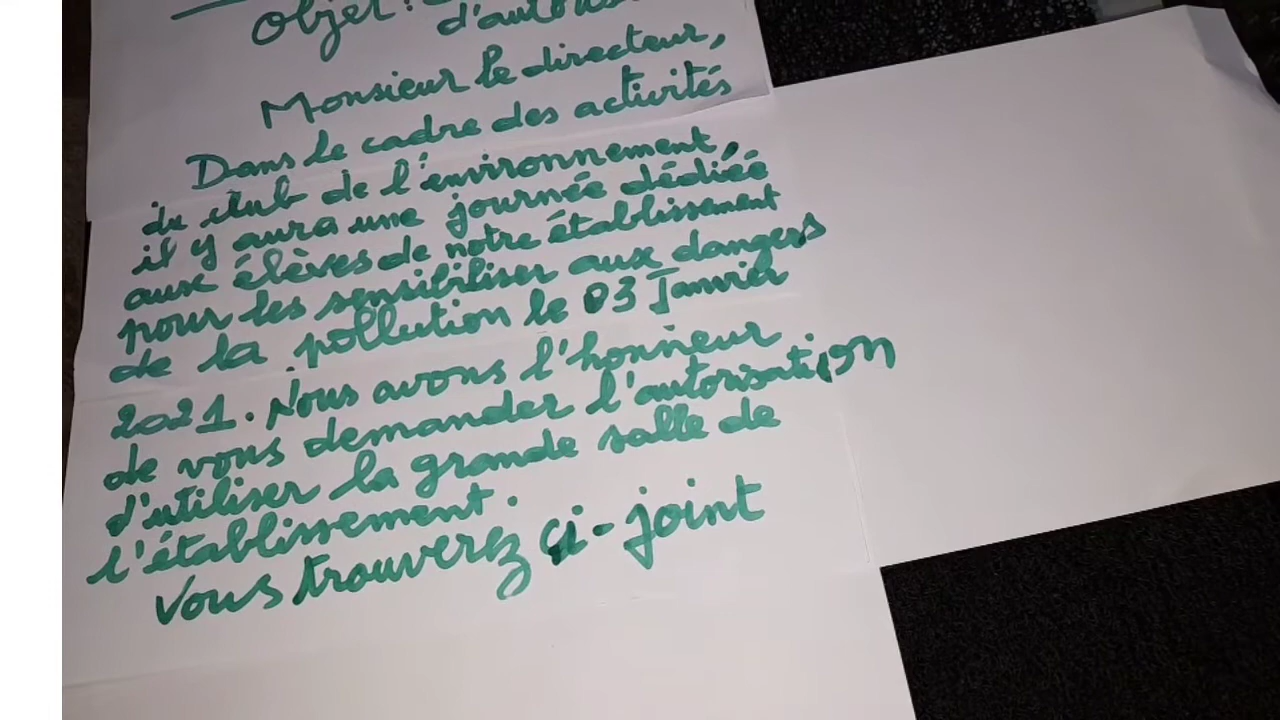 Objet :
Monsieur le directeur,
Dans le cadre des activités
du club de l'environnement,
il y aura une journée dédiée
aux élèves de notre établissement
pour les sensibiliser aux dangers
de la pollution le 03 Janvier
2021. Nous avons l'honneur
de vous demander l'autorisation
d'utiliser la grande salle de
l'établissement.
Vous trouverez ci-joint